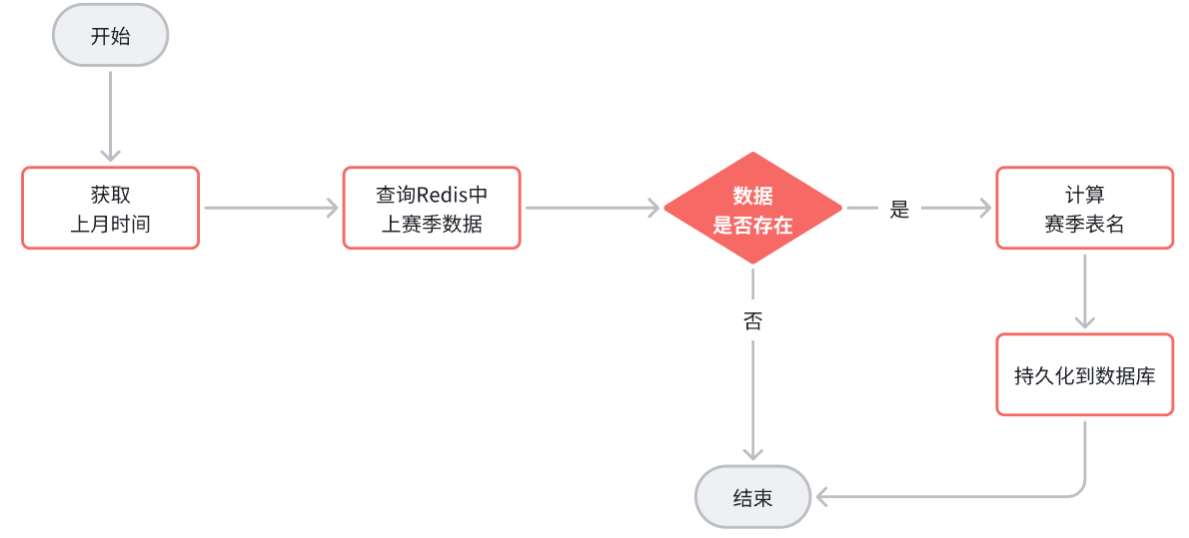 开始
获取
上月时间
查询Redis中
上赛季数据
数据
是否存在
是
计算
赛季表名
否
持久化到数据库
结束